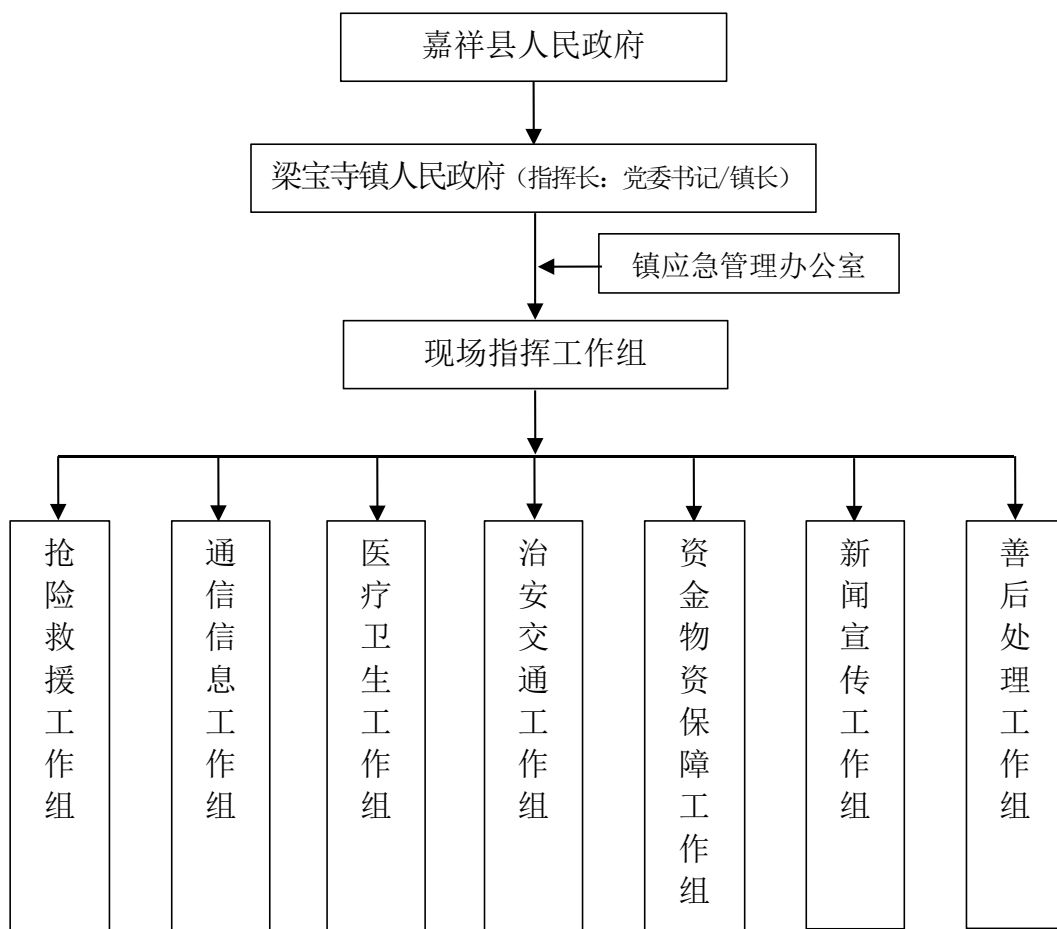 嘉祥县人民政府
梁宝寺镇人民政府（指挥长：党委书记/镇长）
镇应急管理办公室
现场指挥工作组
抢险救援工作组
通信信息工作组
医疗卫生工作组
治安交通工作组
资金物资保障工作组
新闻宣传工作组
善后处理工作组